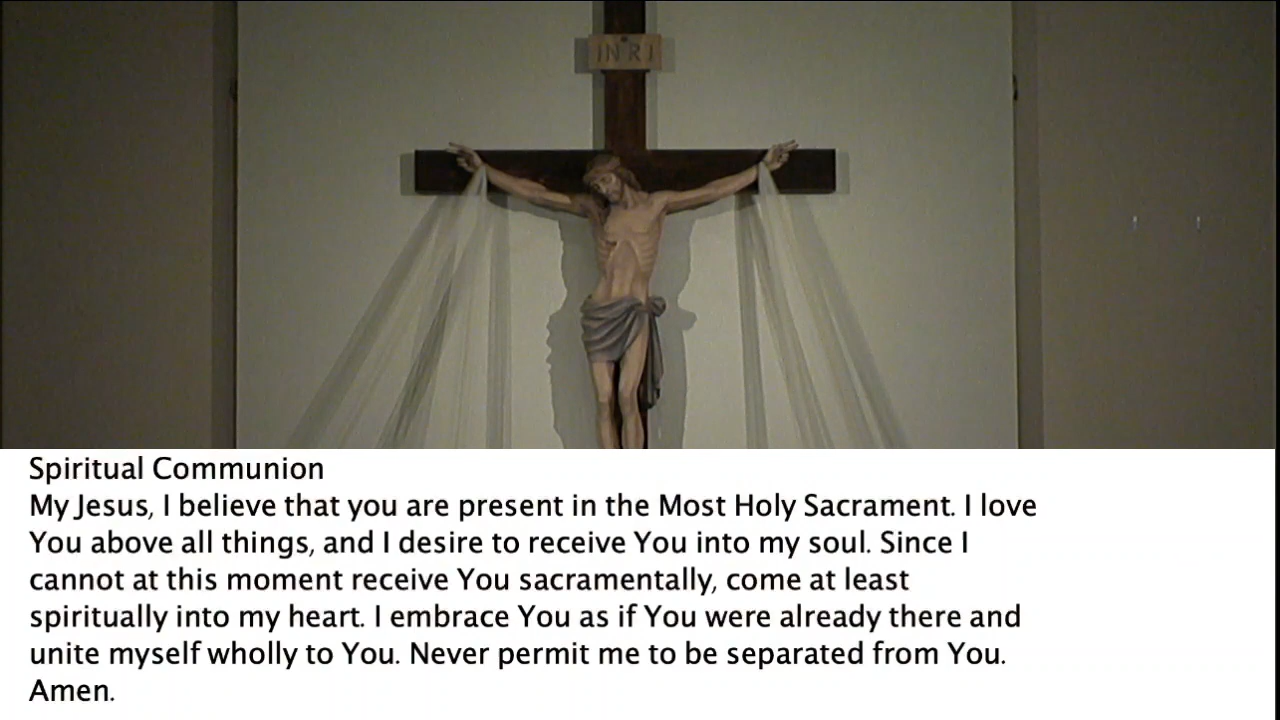 INRI
Spiritual Communion
My Jesus, I believe that you are present in the Most Holy Sacrament. I love
You above all things, and I desire to receive You into my soul. Since I
cannot at this moment receive You sacramentally, come at least
spiritually into my heart. I embrace You as if You were already there and
unite myself wholly to You. Never permit me to be separated from You.
Amen.